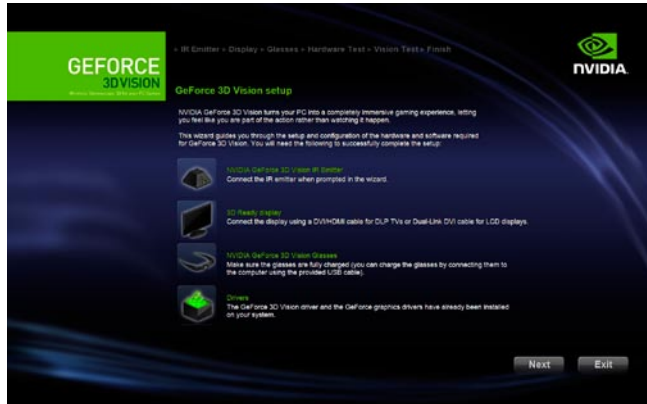 GEFORCE
3D VISION
» IR Emitter » Display » Glasses » Hardware Test » Vision Test » Finish
NVIDIA
GeForce 3D Vision setup
NVIDIA GeForce 3D Vision turns your PC into a completely immersive gaming experience, letting
you feel like you are part of the action rather than watching it happen.
This wizard guides you through the setup and configuration of the hardware and software required
for GeForce 3D Vision. You will need the following to successfully complete the setup:
NVIDIA GeForce 3D Vision IR Emitter
Connect the IR emitter when prompted in the wizard.
3D Ready display
Connect the display using a DVI/HDMI cable for DLP TVs or Dual-Link DVI cable for LCD displays.
NVIDIA GeForce 3D Vision Glasses
Make sure the glasses are fully charged (you can charge the glasses by connecting them to
the computer using the provided USB cable).
Drivers
The GeForce 3D Vision driver and the GeForce graphics drivers have already been installed
on your system.
Next Exit